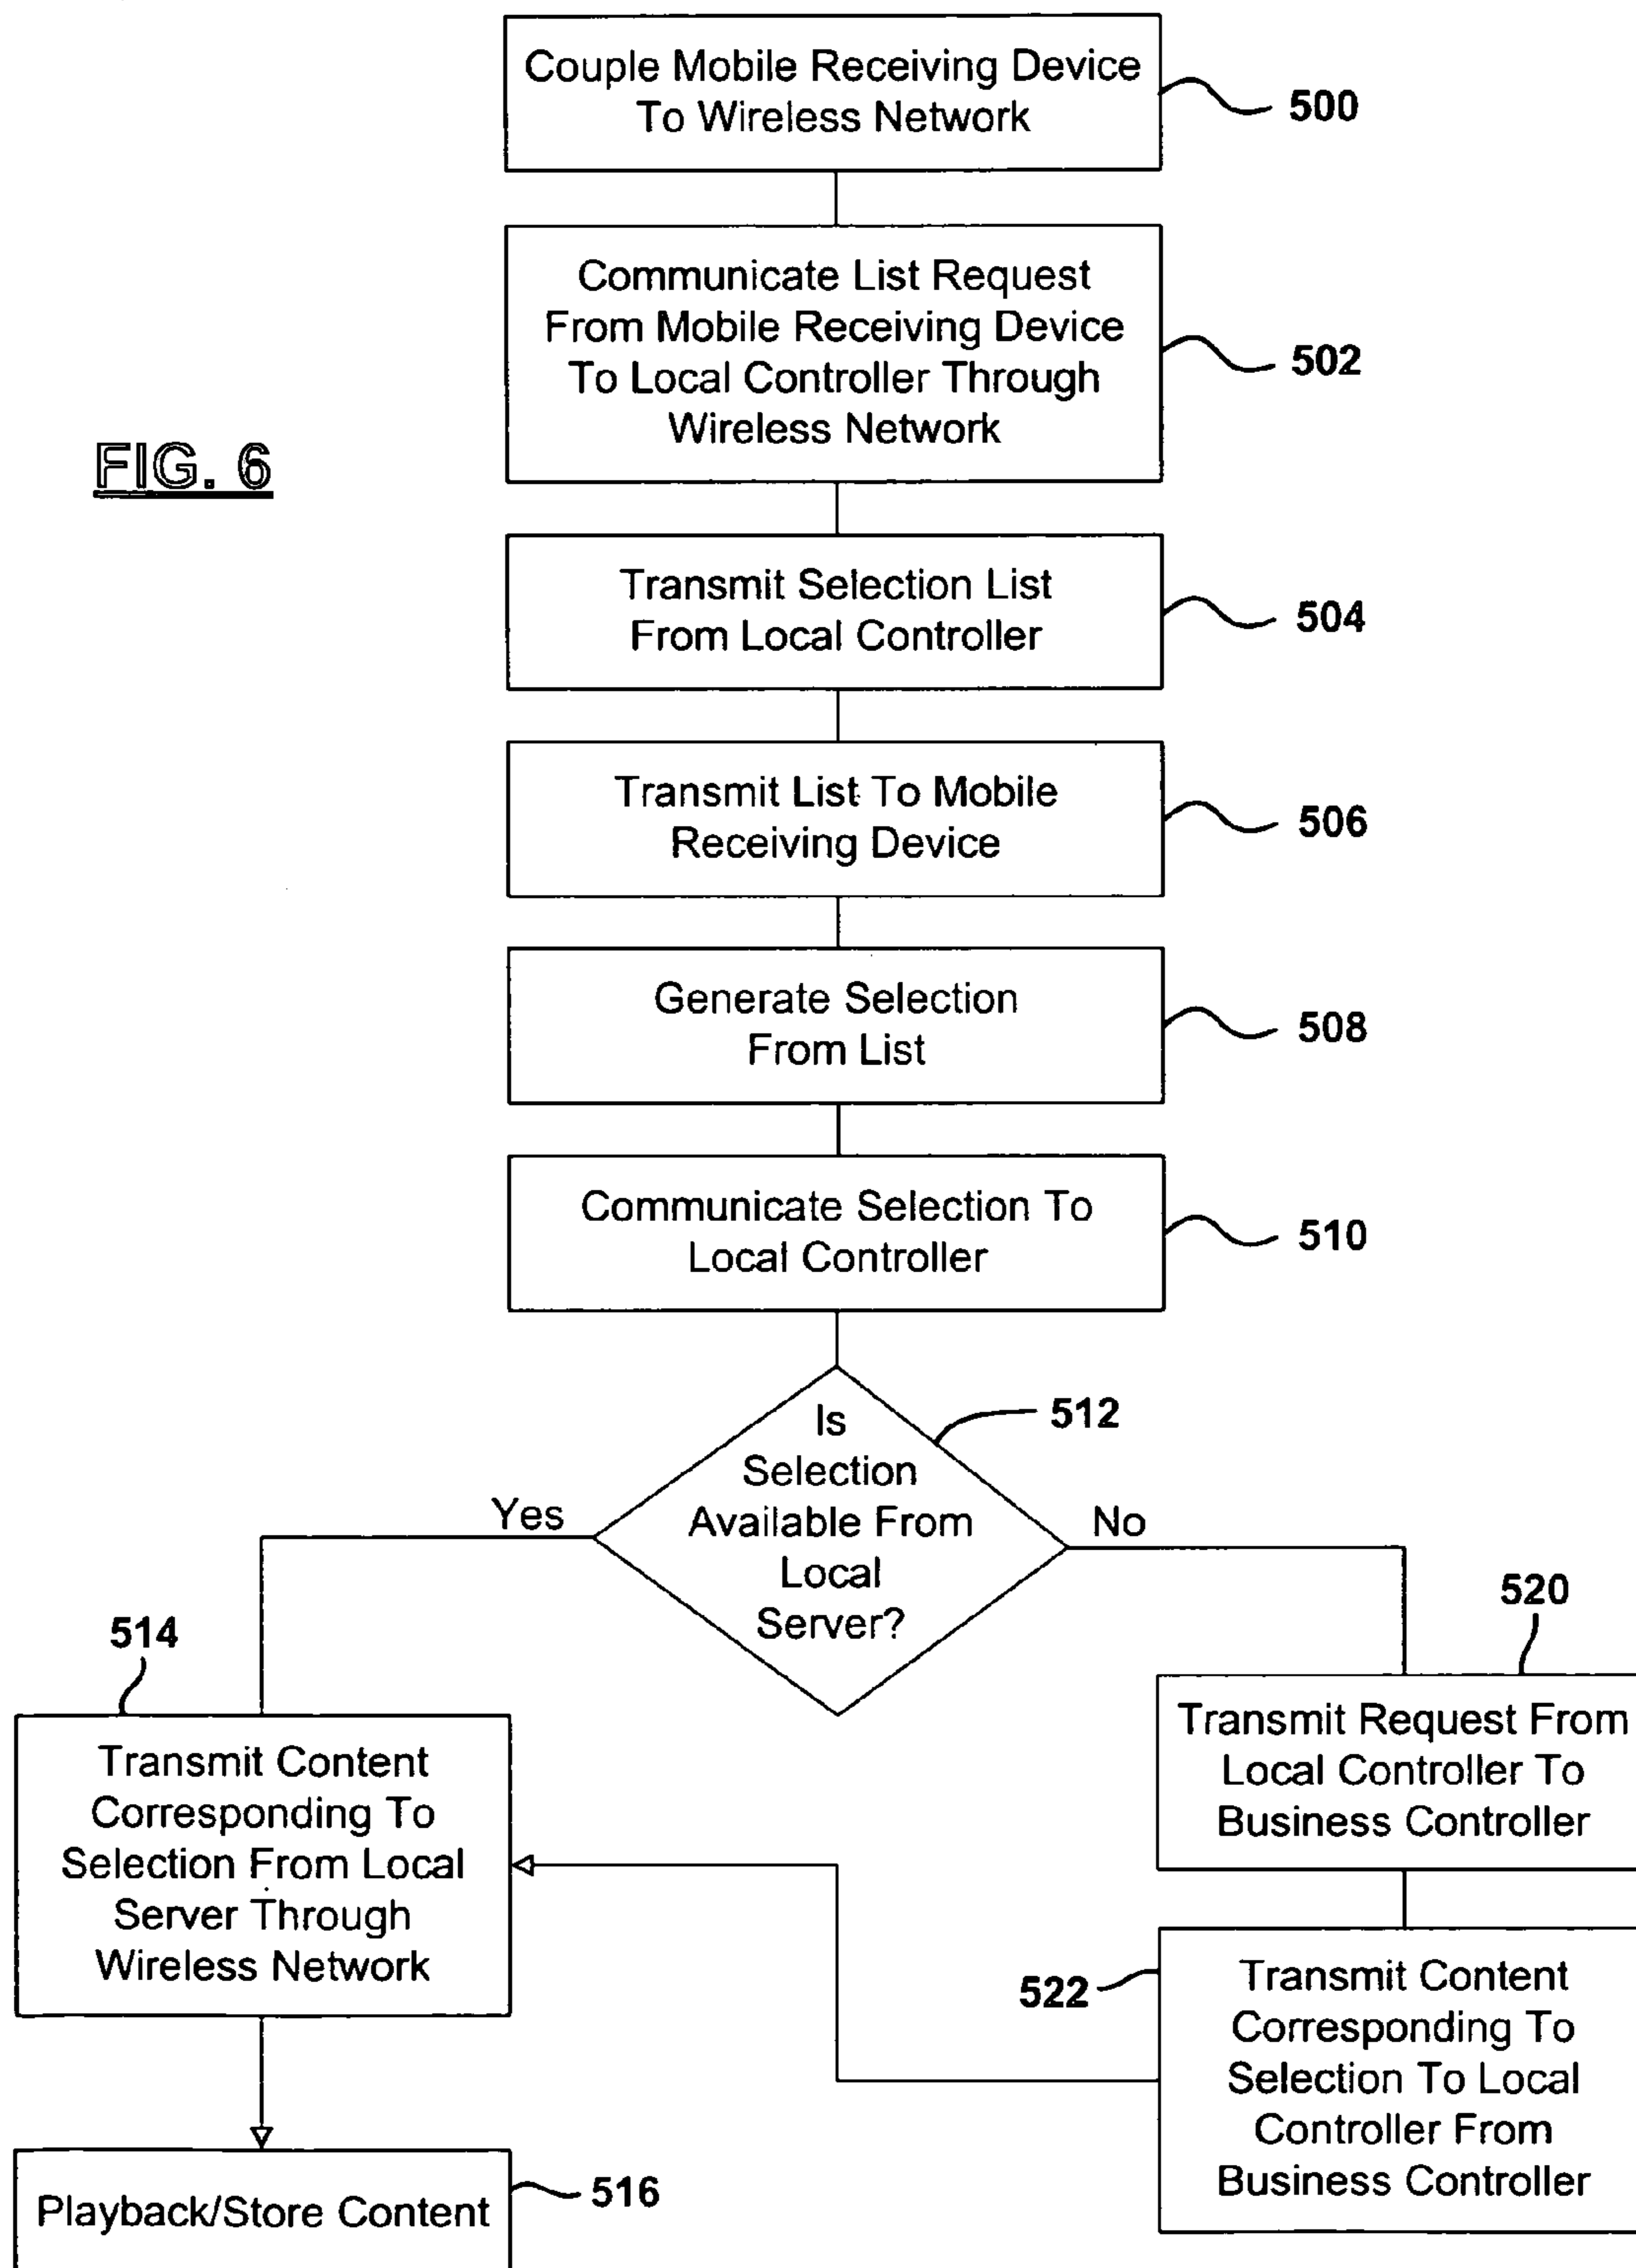 Couple Mobile Receiving Device
To Wireless Network
500
Communicate List Request
From Mobile Receiving Device
To Local Controller Through
Wireless Network
502
FIG. 6
Transmit Selection List
From Local Controller
504
Transmit List To Mobile
Receiving Device
506
Generate Selection
From List
508
Communicate Selection To
Local Controller
510
Is
Selection
Available From
Local
Server?
512
Yes
No
514
Transmit Content
Corresponding To
Selection From Local
Server Through
Wireless Network
520
Transmit Request From
Local Controller To
Business Controller
522
Transmit Content
Corresponding To
Selection To Local
Controller From
Business Controller
Playback/Store Content
516